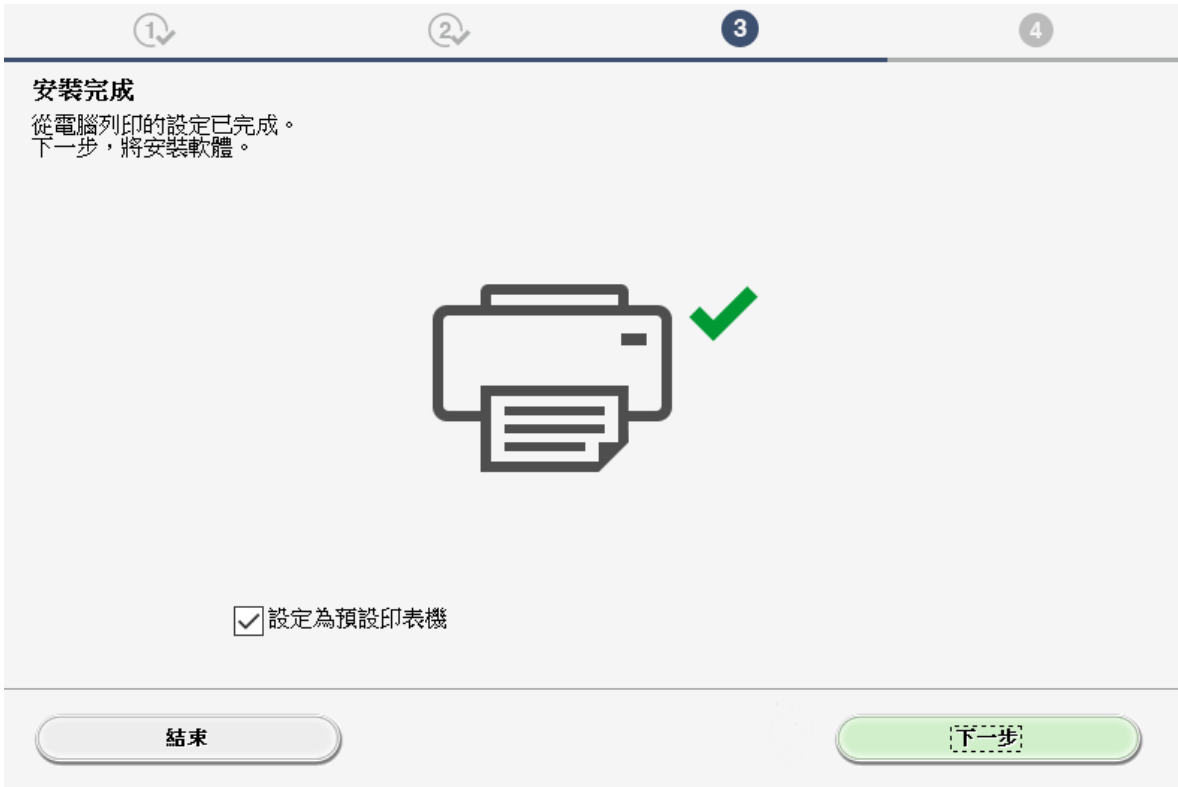 1 2 3 4
安裝完成
從電腦列印的設定已完成。
下一步，將安裝軟體。
設定為預設印表機
結束 下一步